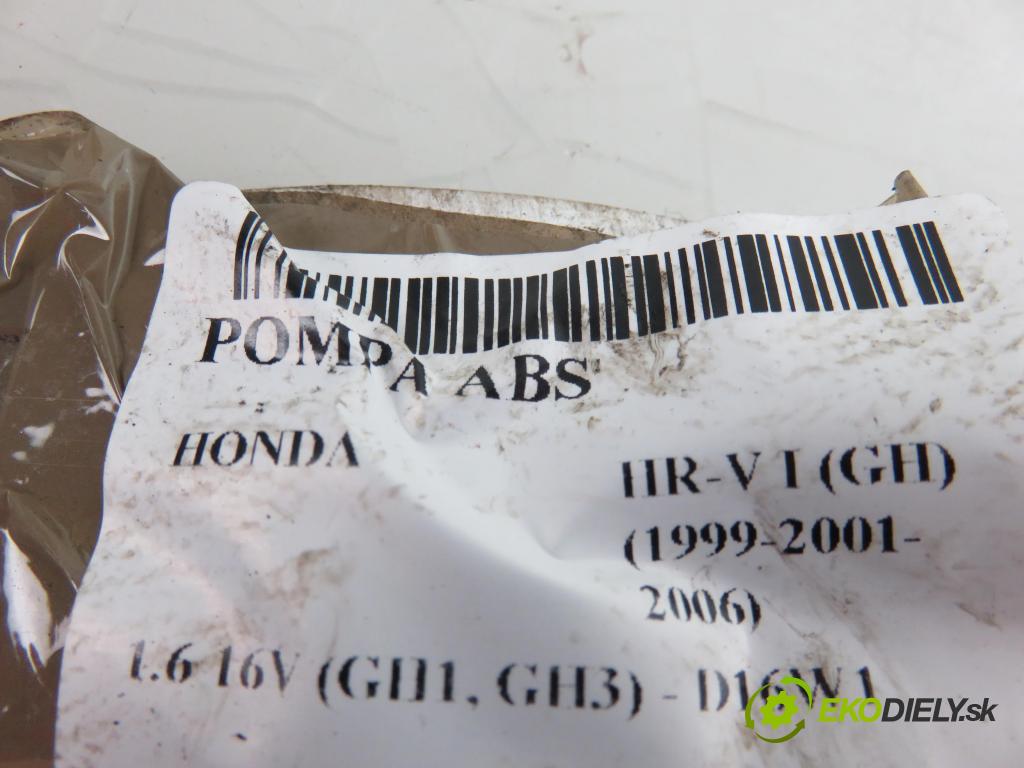 POMPA ABS
HONDA
HR-V I (GH)
(1999-2001-
2006)
1.6 16V (GH1, GH3) - D16W1
EKODIELY.sk